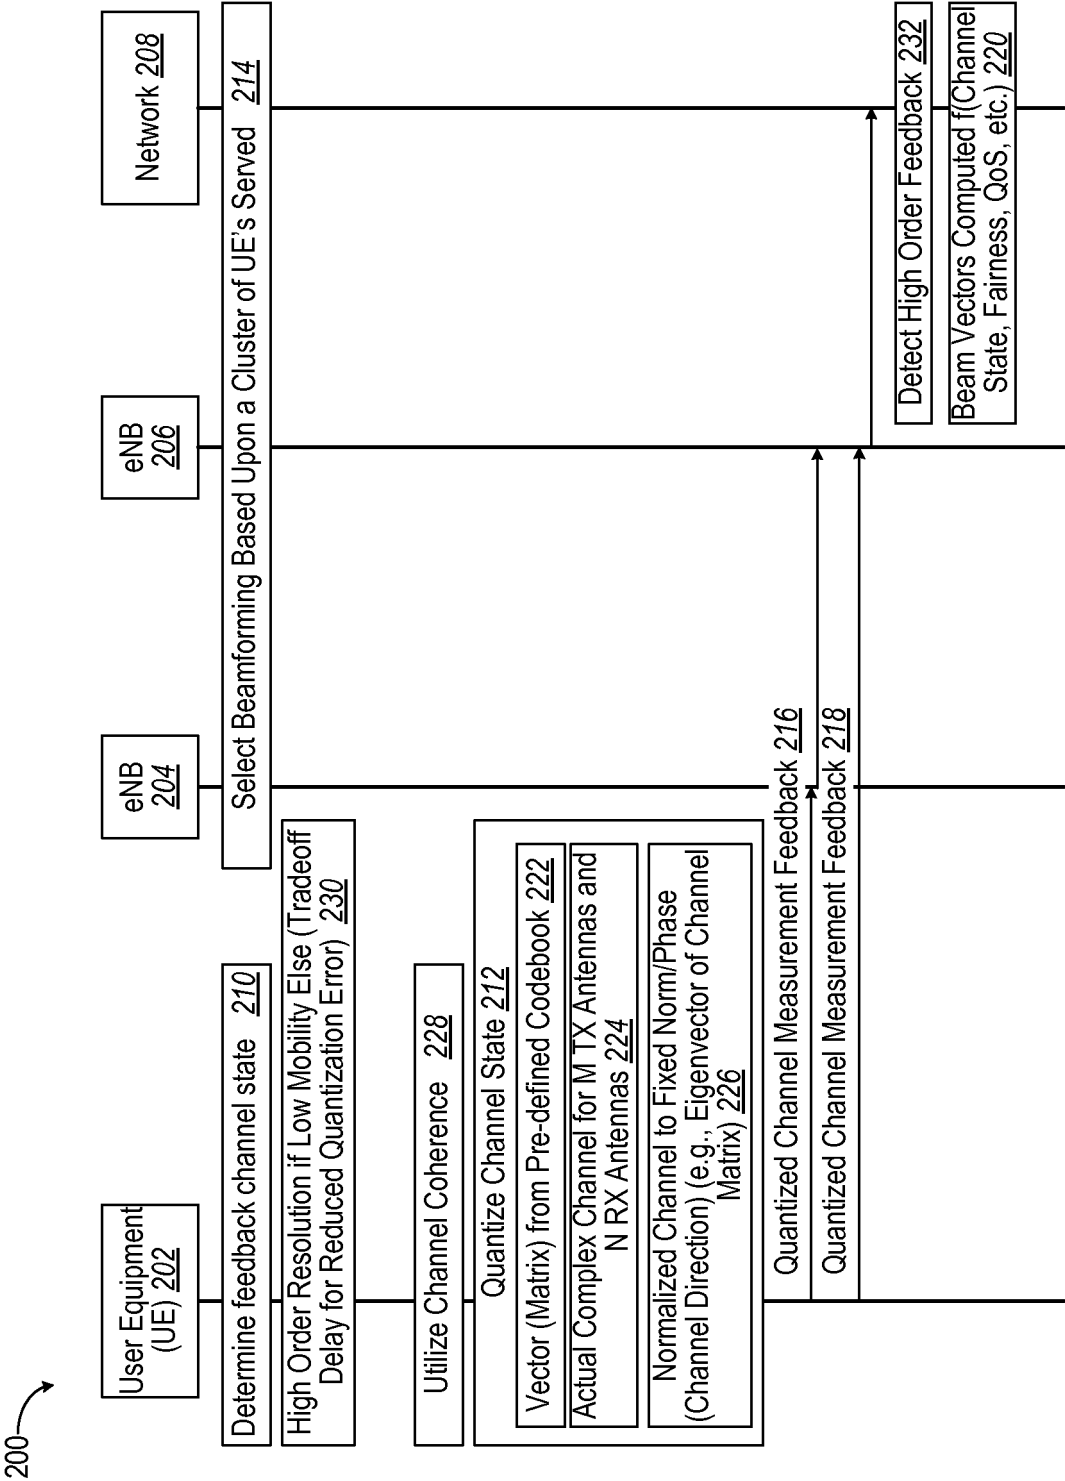 200
User Equipment
(UE) 202
eNB
204
eNB
206
Network 208
Determine feedback channel state 210
Select Beamforming Based Upon a Cluster of UE's Served 214
High Order Resolution if Low Mobility Else (Tradeoff
Delay for Reduced Quantization Error) 230
Utilize Channel Coherence 228
Quantize Channel State 212
Vector (Matrix) from Pre-defined Codebook 222
Actual Complex Channel for M TX Antennas and
N RX Antennas 224
Normalized Channel to Fixed Norm/Phase
(Channel Direction) (e.g., Eigenvector of Channel
Matrix) 226
Quantized Channel Measurement Feedback 216
Quantized Channel Measurement Feedback 218
Detect High Order Feedback 232
Beam Vectors Computed f(Channel
State, Fairness, QoS, etc.) 220